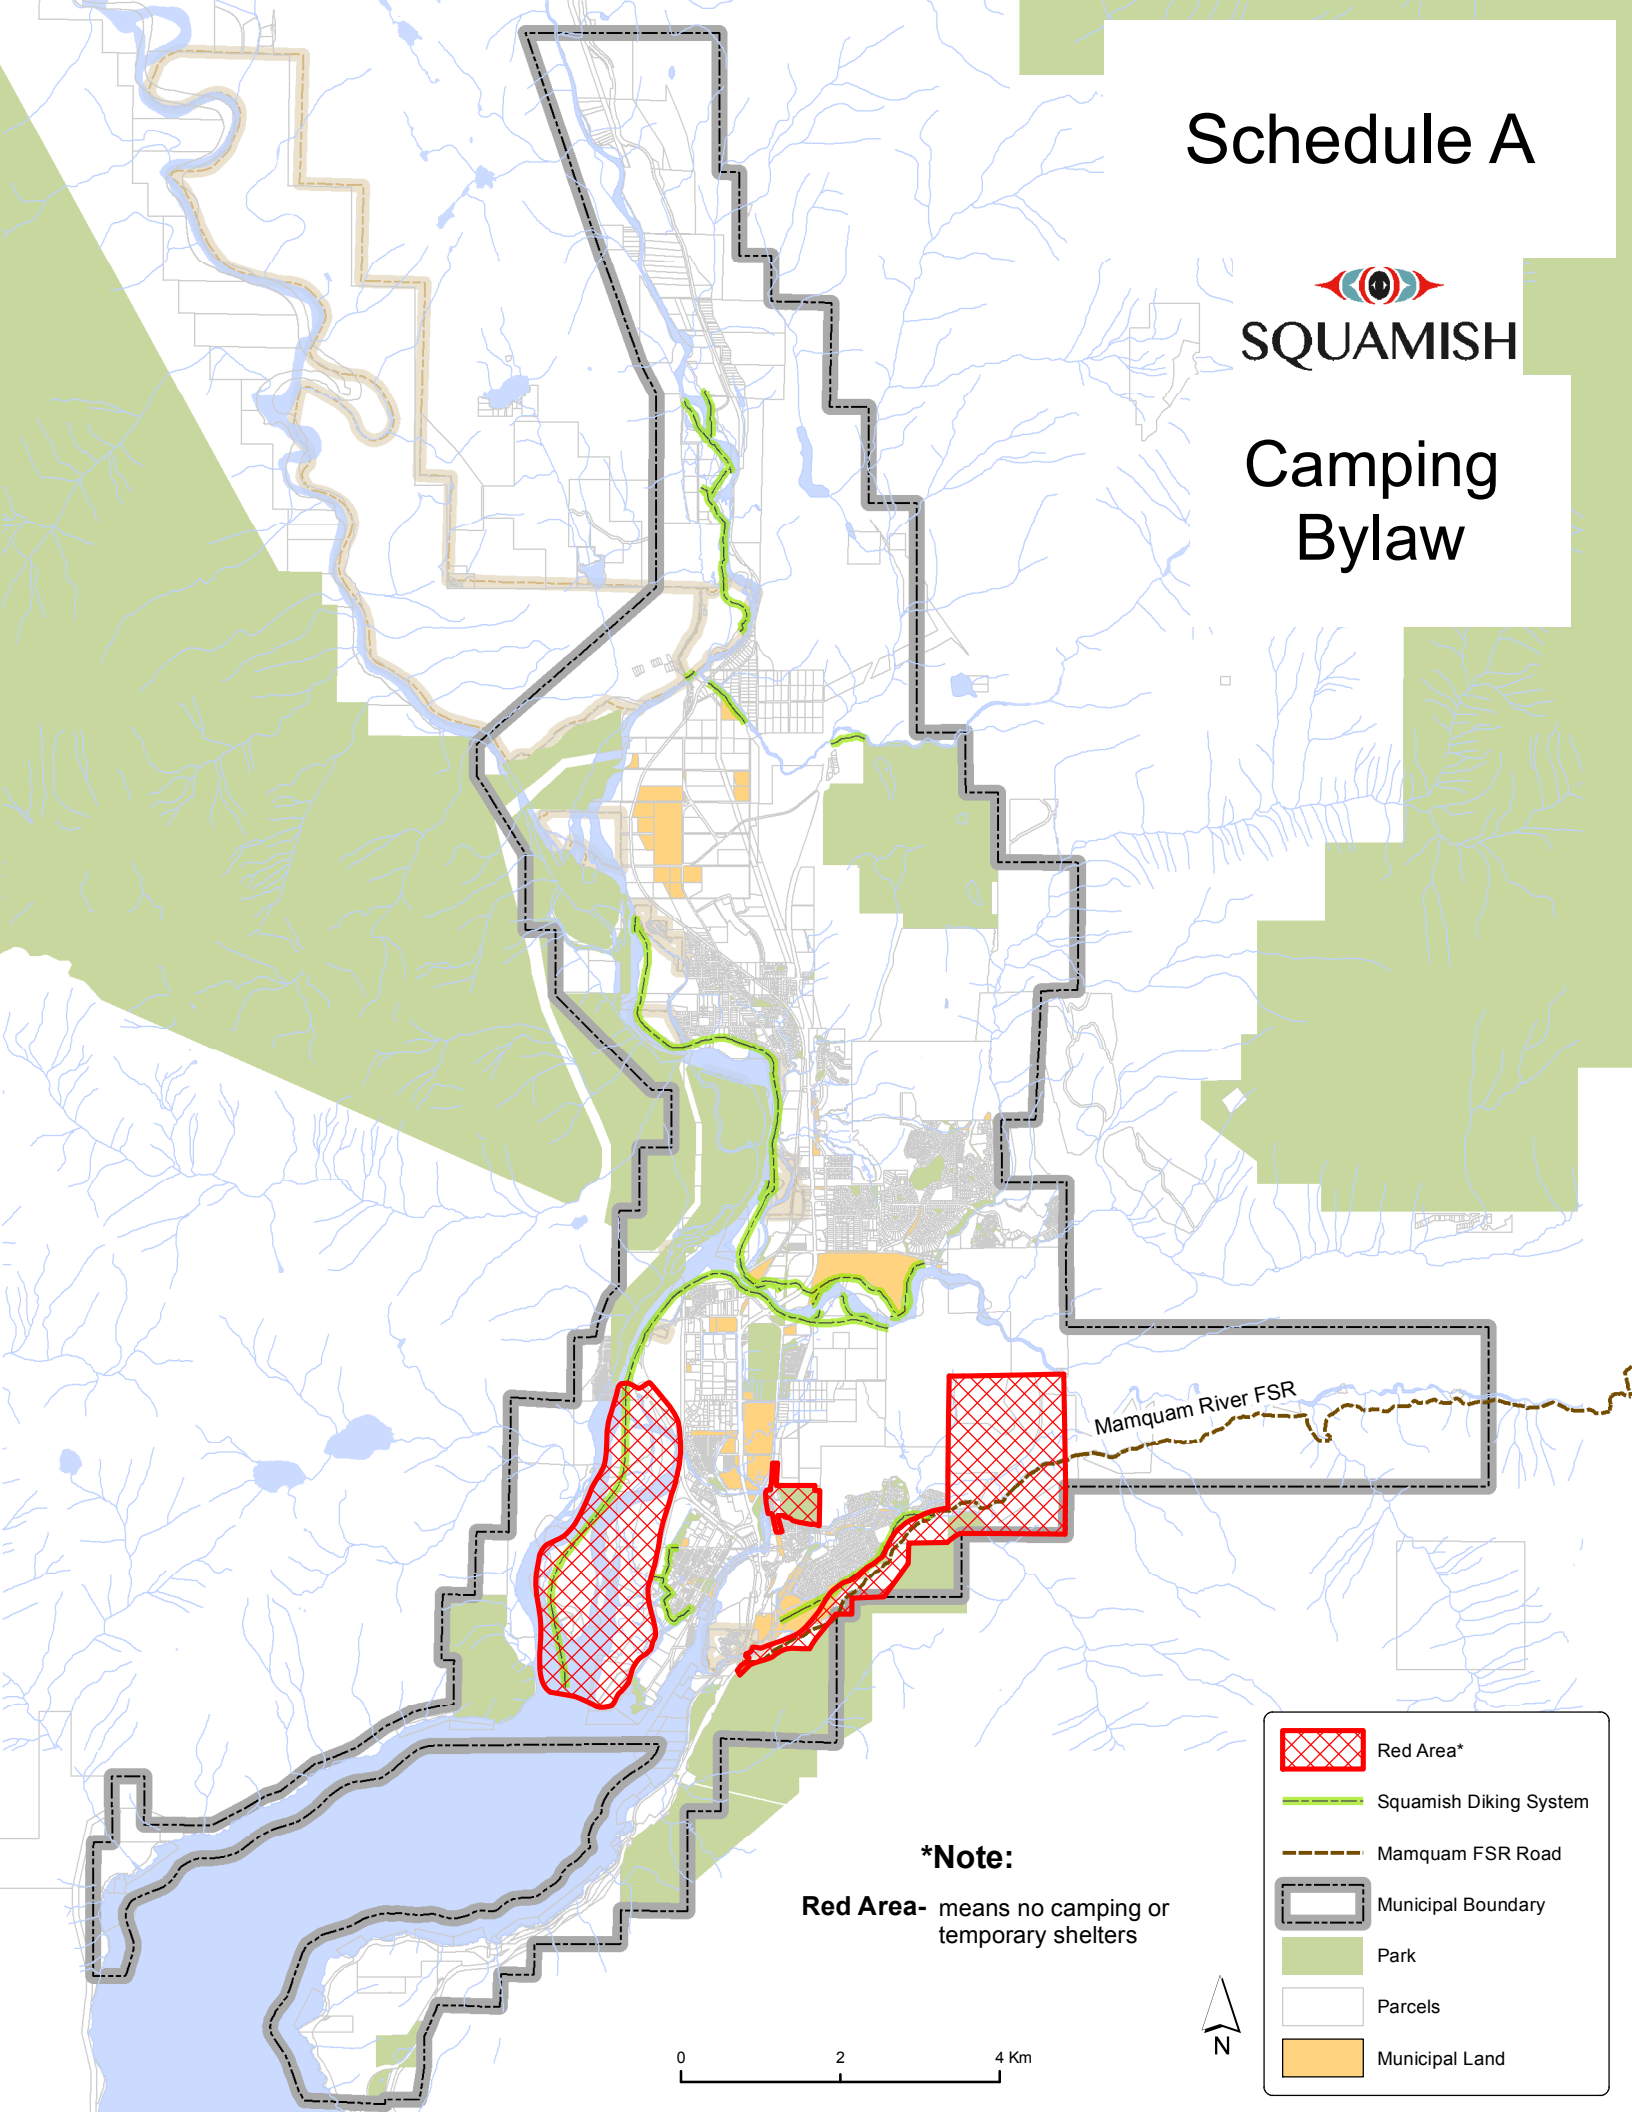 Schedule A
SQUAMISH
Camping
Bylaw
Mamquam River FSR
Red Area*
Squamish Diking System
Mamquam FSR Road
Municipal Boundary
Park
Parcels
Municipal Land
*Note:
Red Area- means no camping or
temporary shelters
N
0 2 4 Km